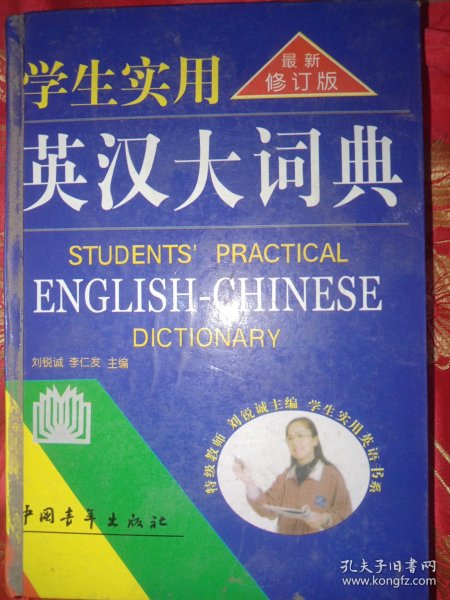 学生实用
最新
修订版
英汉大词典
STUDENTS' PRACTICAL
ENGLISH-CHINESE
DICTIONARY
刘锐诚 李仁发 主编
特级教师 刘锐诚主编 学生实用英语书系
中国青年出版社
孔夫子旧书网
www.kongfz.com